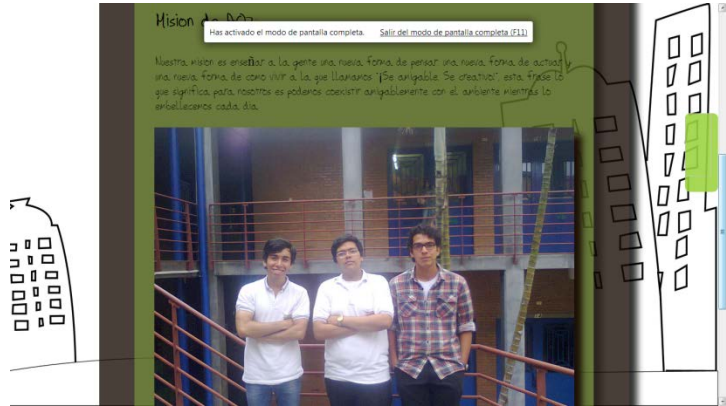 Mision de
Has activado el modo de pantalla completa. Salir del modo de pantalla completa (F11)
Nuestra mision es enseñar a la gente una nueva forma de pensar. una nueva forma de actuar y
una nueva forma de como vivir a la que llamamos "¡Se amigable. Se creativo!", esta frase lo
que significa para nosotros es podemos coexistir amigablemente con el ambiente mientras lo
embellecemos cada dia.